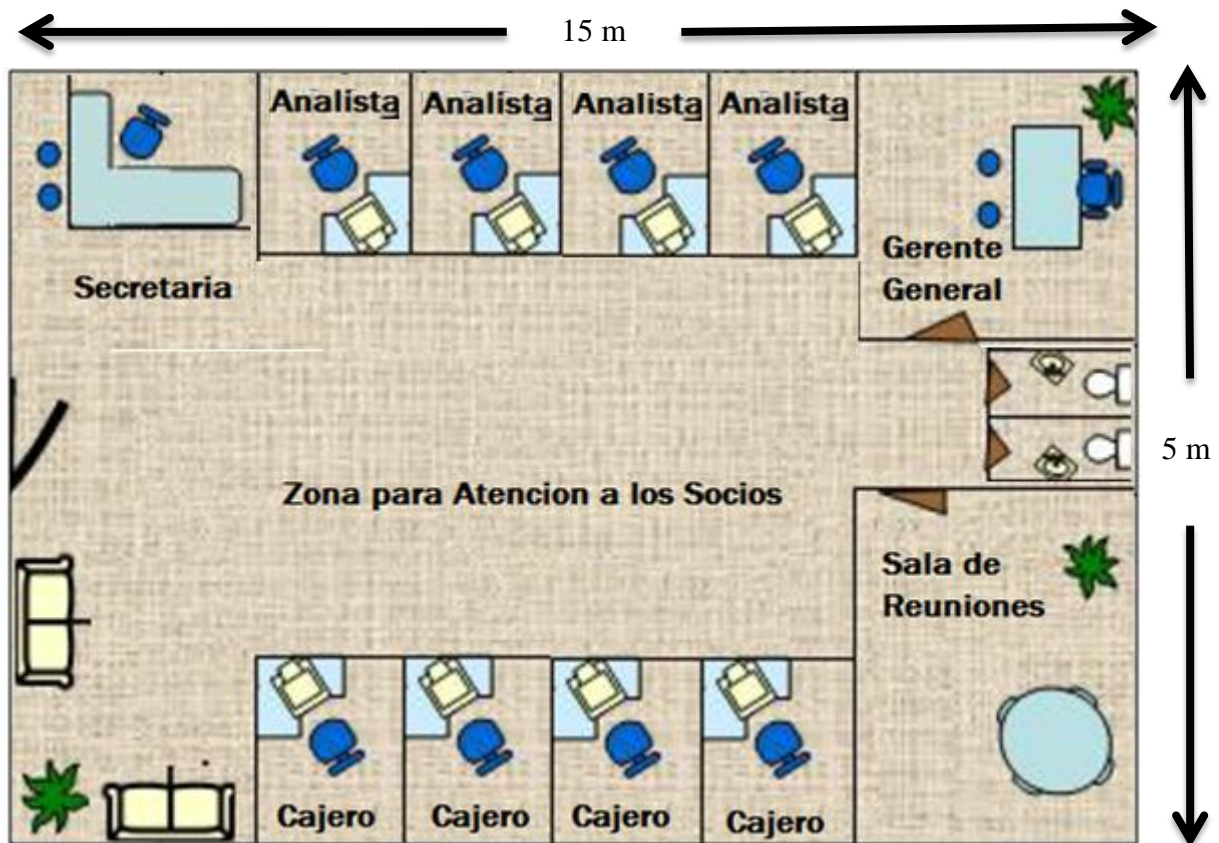 15 m
Analista Analista Analista Analista
Gerente
General
Secretaria
5 m
Zona para Atencion a los Socios
Sala de
Reuniones
Cajero Cajero Cajero Cajero